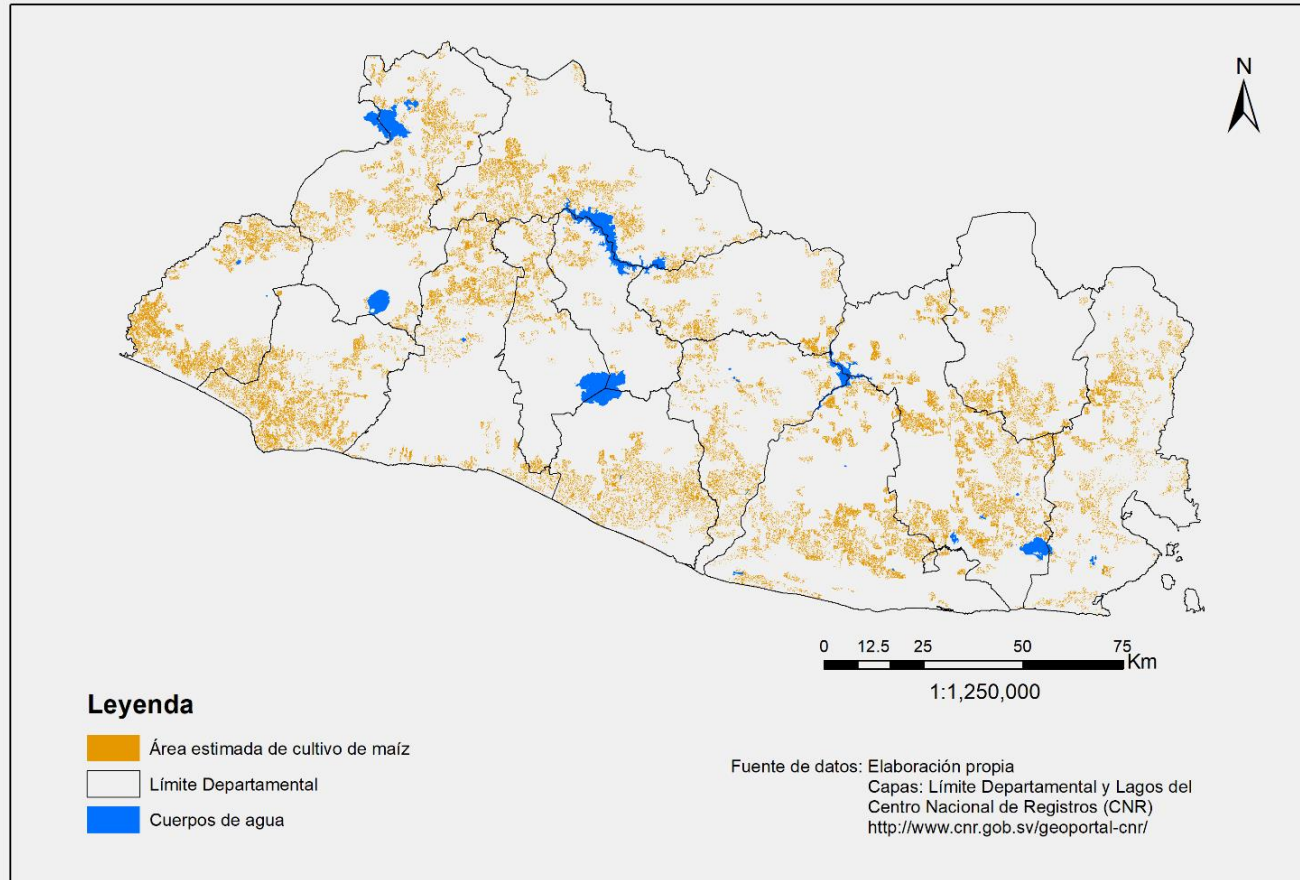 N
0 12.5 25 50 75
Km
1:1,250,000
Leyenda
Área estimada de cultivo de maíz
Límite Departamental
Cuerpos de agua
Fuente de datos: Elaboración propia
Capas: Límite Departamental y Lagos del
Centro Nacional de Registros (CNR)
http://www.cnr.gob.sv/geoportal-cnr/